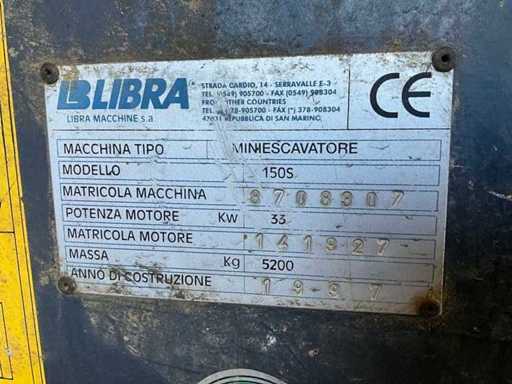 LIBRA
LIBRA MACCHINE s.a
STRADA CARDIO, 14 - SERRAVALLE E-3
TEL. (0549) 905700 - FAX (0549) 908304
FROM OTHER COUNTRIES
TEL. 378-905700 - FAX (*) 378-908304
47031 REPUBBLICA DI SAN MARINO
CE
MACCHINA TIPO MINIESCAVATORE
MODELLO 150S
MATRICOLA MACCHINA 8708307
POTENZA MOTORE Kw 33
MATRICOLA MOTORE 141927
MASSA Kg 5200
ANNO DI COSTRUZIONE 1997